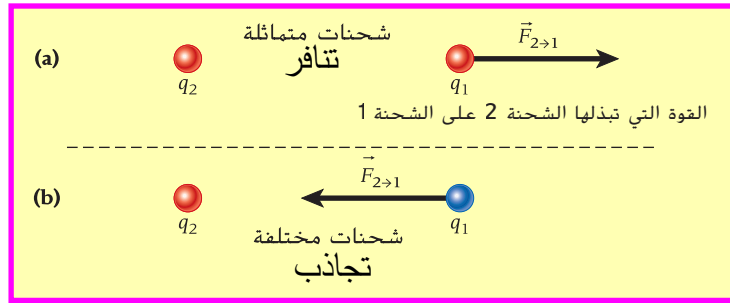 شحنات متماثلة
تنافر
(a)
q₂
q₁
F⃗₂→₁
القوة التي تبذلها الشحنة 2 على الشحنة 1
(b)
q₂
F⃗₂→₁
q₁
شحنات مختلفة
تجاذب